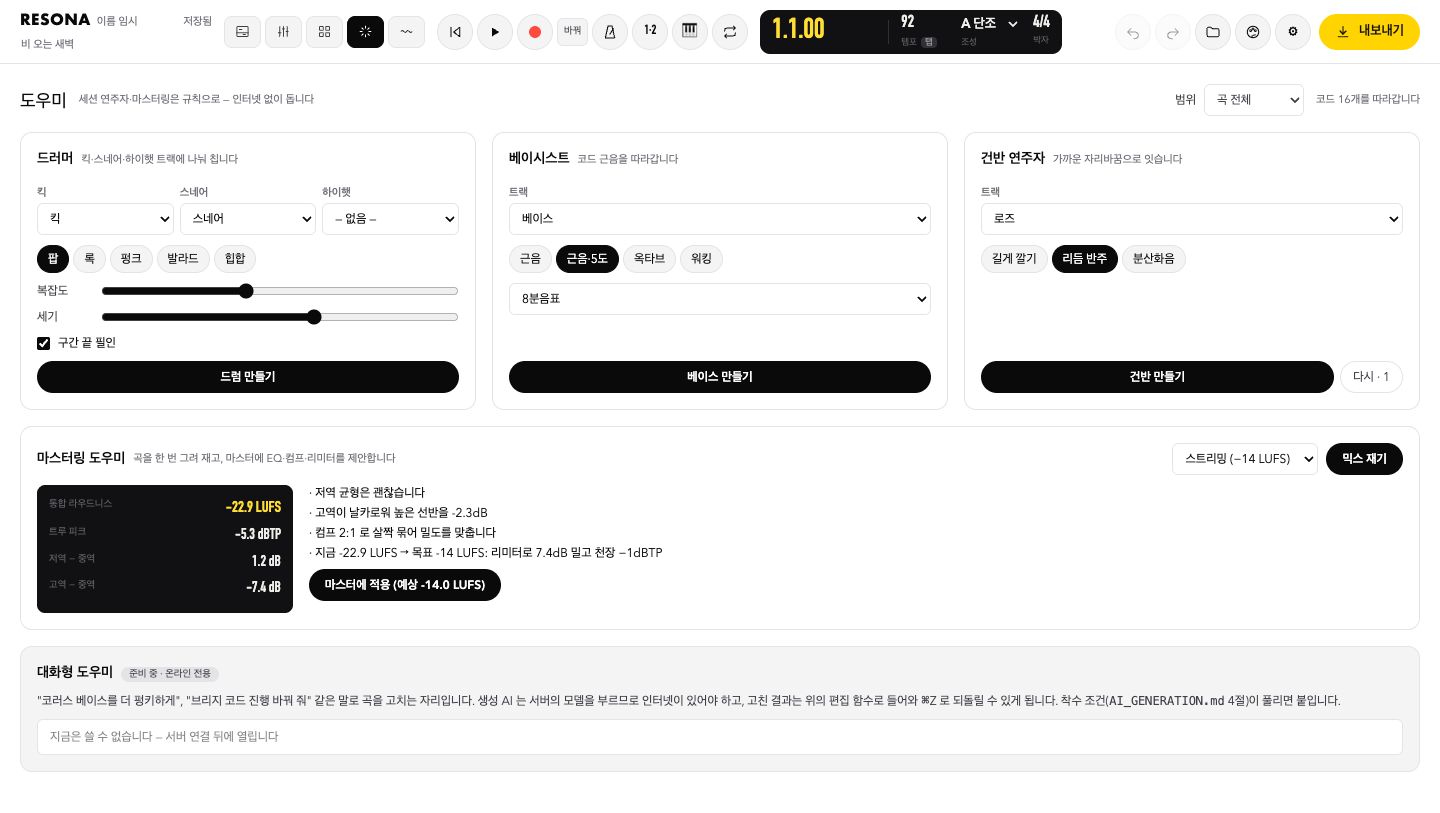 RESONA 이름 임시
저장됨
비 오는 새벽
바꿔
1·2
1.1.00
92
템포 탭
A 단조
조성
4/4
박자
내보내기
도우미 세션 연주자·마스터링은 규칙으로 – 인터넷 없이 돕니다
범위 곡 전체 코드 16개를 따라갑니다
드러머 킥·스네어·하이햇 트랙에 나눠 칩니다
킥 스네어 하이햇
킥 스네어 – 없음 –
팝 록 펑크 발라드 힙합
복잡도
세기
구간 끝 필인
드럼 만들기
베이시스트 코드 근음을 따라갑니다
트랙
베이스
근음 근음·5도 옥타브 워킹
8분음표
베이스 만들기
건반 연주자 가까운 자리바꿈으로 잇습니다
트랙
로즈
길게 깔기 리듬 반주 분산화음
건반 만들기 다시 · 1
마스터링 도우미 곡을 한 번 그려 재고, 마스터에 EQ·컴프·리미터를 제안합니다
스트리밍 (−14 LUFS) 믹스 재기
통합 라우드니스 −22.9 LUFS
트루 피크 −5.3 dBTP
저역 – 중역 1.2 dB
고역 – 중역 −7.4 dB
· 저역 균형은 괜찮습니다
· 고역이 날카로워 높은 선반을 -2.3dB
· 컴프 2:1 로 살짝 묶어 밀도를 맞춥니다
· 지금 -22.9 LUFS → 목표 -14 LUFS: 리미터로 7.4dB 밀고 천장 −1dBTP
마스터에 적용 (예상 -14.0 LUFS)
대화형 도우미 준비 중 · 온라인 전용
"코러스 베이스를 더 펑키하게", "브리지 코드 진행 바꿔 줘" 같은 말로 곡을 고치는 자리입니다. 생성 AI 는 서버의 모델을 부르므로 인터넷이 있어야 하고, 고친 결과는 위의 편집 함수로 들어와 ⌘Z 로 되돌릴 수 있게 됩니다. 착수 조건(AI_GENERATION.md 4절)이 풀리면 붙입니다.
지금은 쓸 수 없습니다 – 서버 연결 뒤에 열립니다